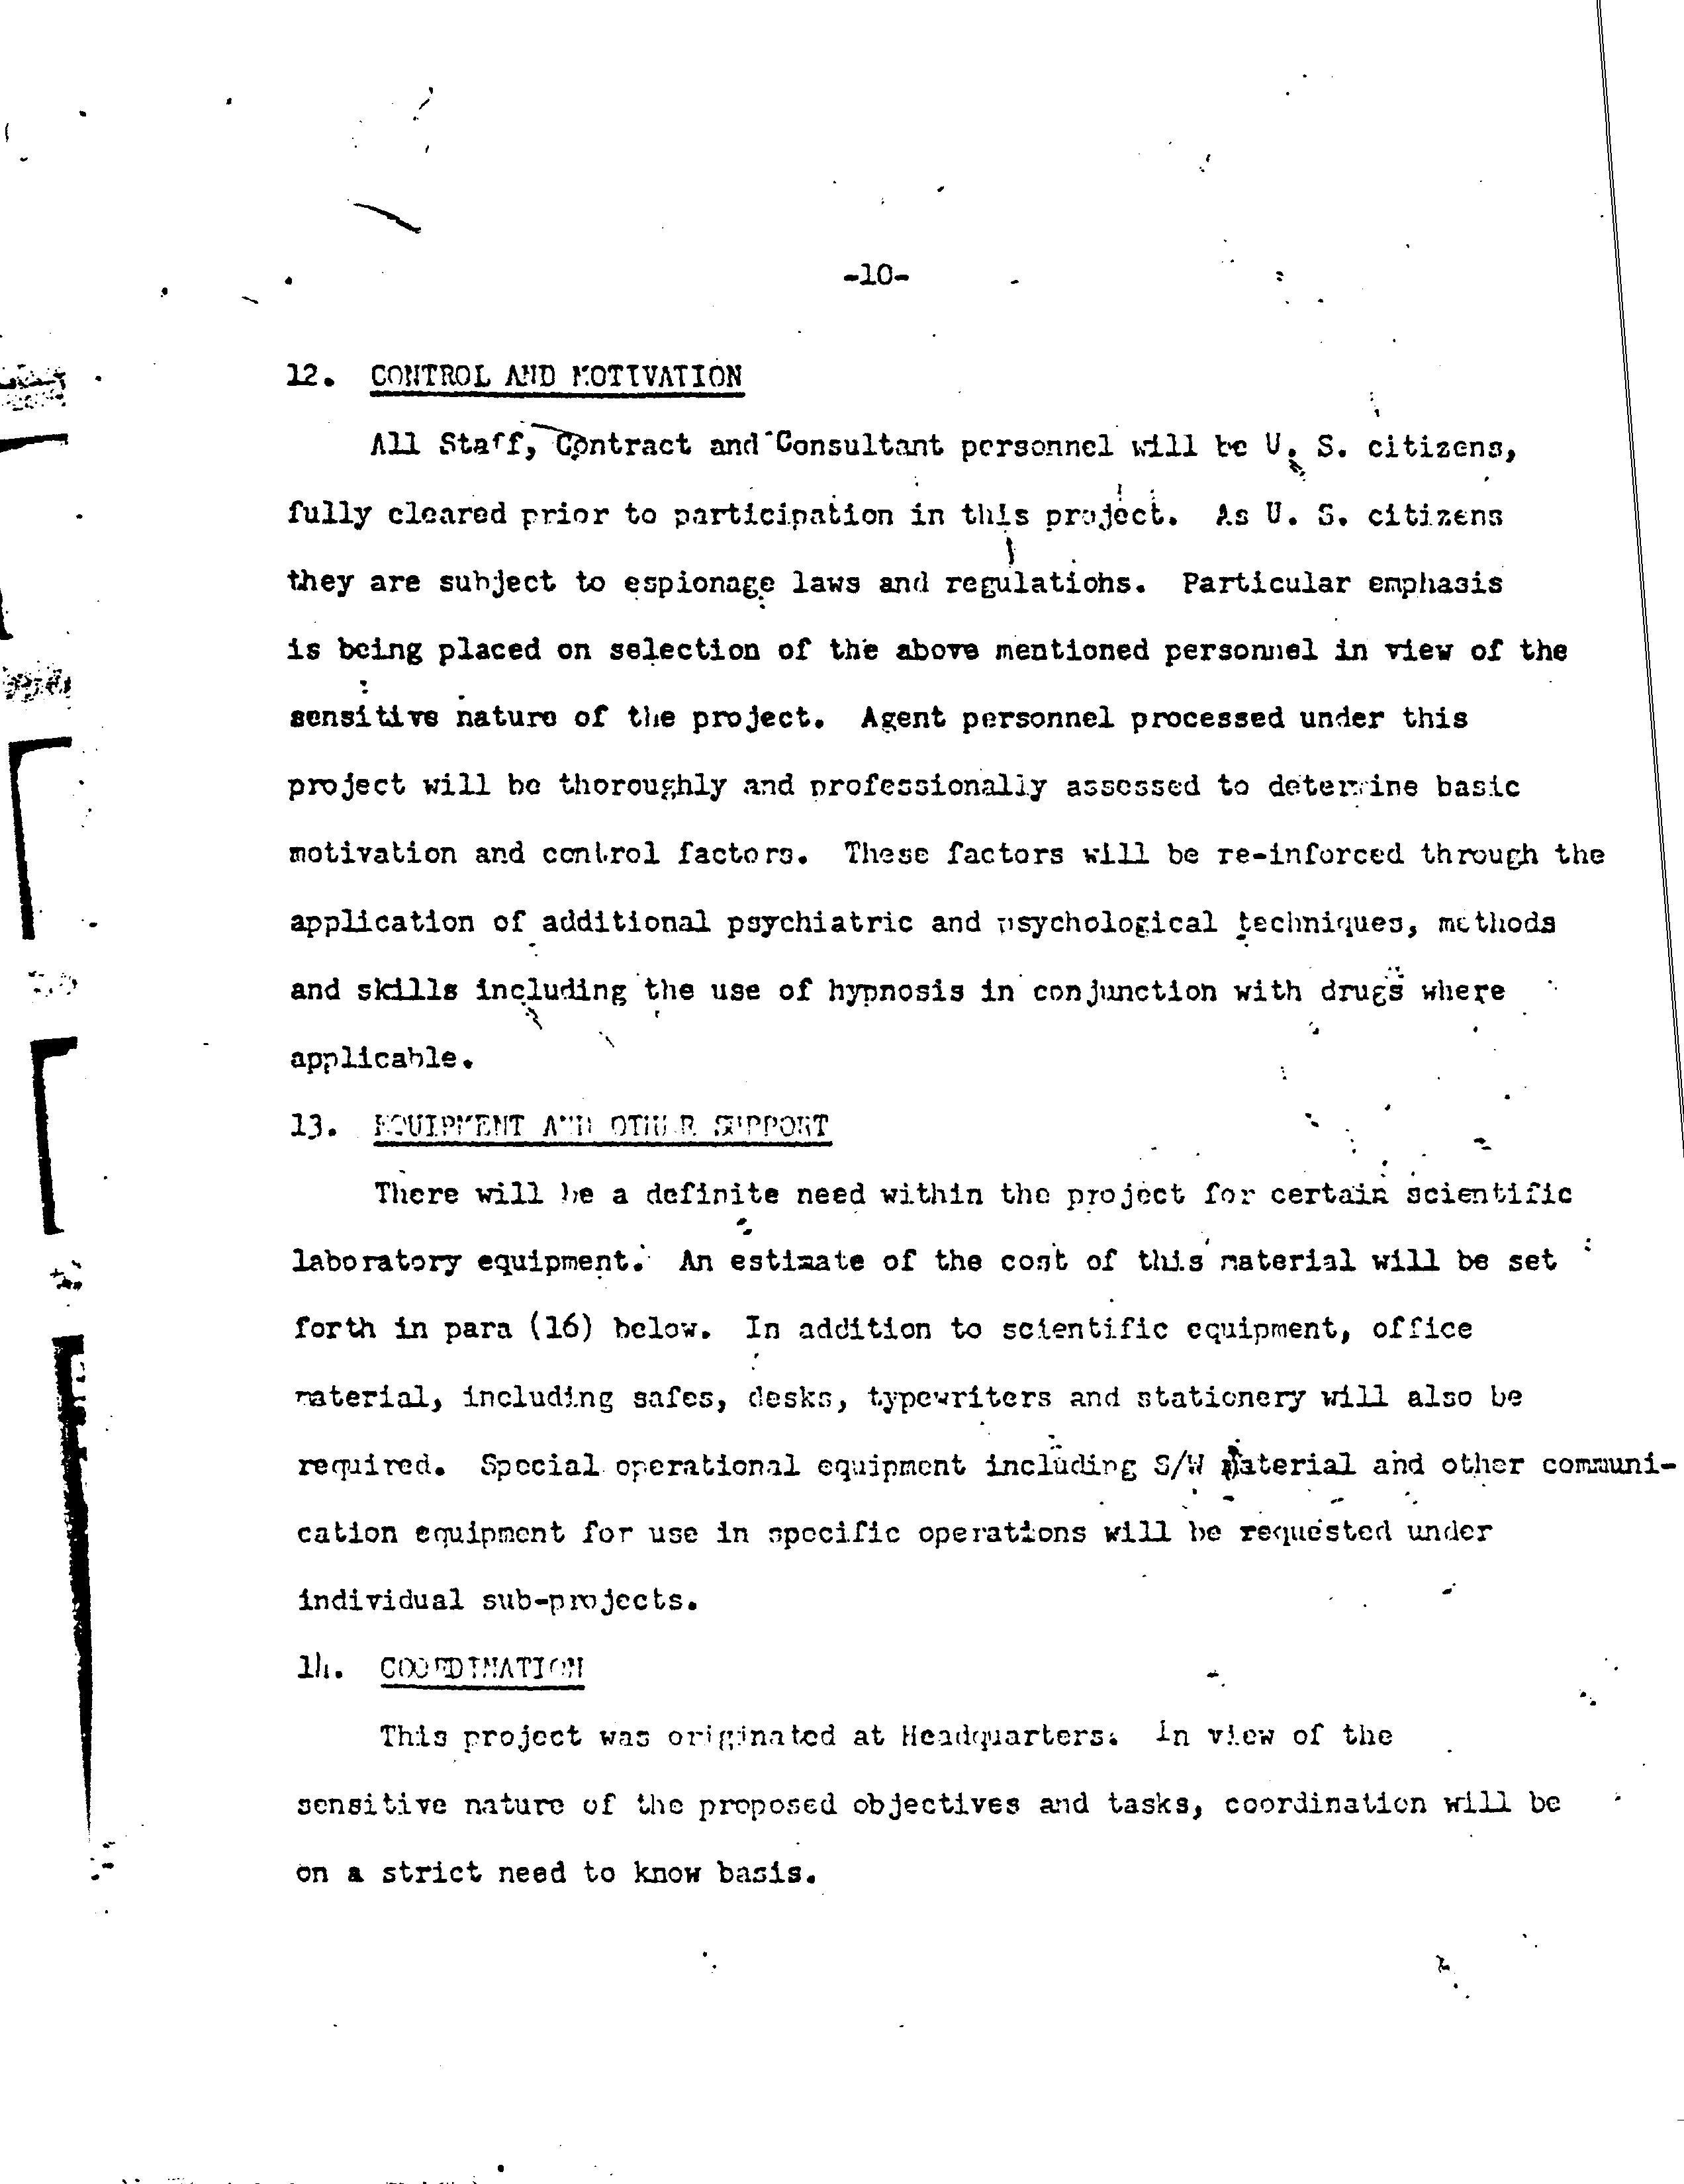 -10-
12. CONTROL AND MOTIVATION
All Staff, Contract and Consultant personnel will be U. S. citizens,
fully cleared prior to participation in this project. As U. S. citizens
they are subject to espionage laws and regulations. Particular emphasis
is being placed on selection of the above mentioned personnel in view of the
sensitive nature of the project. Agent personnel processed under this
project will be thoroughly and professionally assessed to determine basic
motivation and control factors. These factors will be re-inforced through the
application of additional psychiatric and psychological techniques, methods
and skills including the use of hypnosis in conjunction with drugs where
applicable.
13. EQUIPMENT AND OTHER SUPPORT
There will be a definite need within the project for certain scientific
laboratory equipment. An estimate of the cost of this material will be set
forth in para (16) below. In addition to scientific equipment, office
material, including safes, desks, typewriters and stationery will also be
required. Special operational equipment including S/W material and other communi-
cation equipment for use in specific operations will be requested under
individual sub-projects.
14. COORDINATION
This project was originated at Headquarters. In view of the
sensitive nature of the proposed objectives and tasks, coordination will be
on a strict need to know basis.